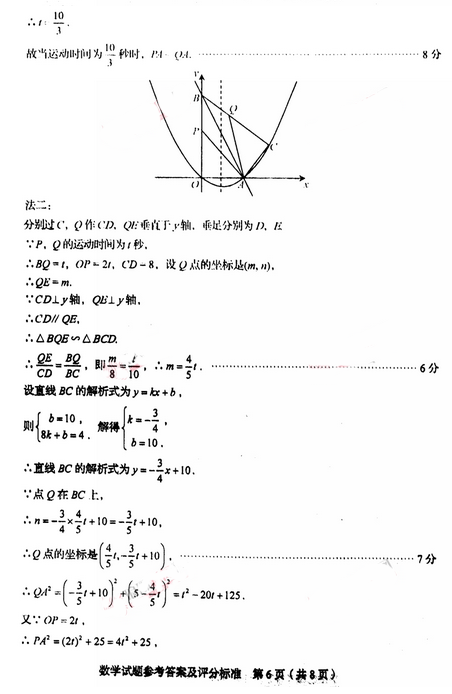 ∴ t = 10/3 .
故当运动时间为 10/3 秒时，PA = QA. ………… 8分
y
B
Q
P
C
O
A
x
法二：
分别过C，Q作CD，QE垂直于y轴，垂足分别为D，E
∵P，Q的运动时间为t秒，
∴BQ = t，OP = 2t，CD = 8，设Q点的坐标是(m, n)，
∴QE = m.
∵CD⊥y轴，QE⊥y轴，
∴CD∥QE，
∴△BQE∽△BCD.
∴ QE/CD = BQ/BC，即 m/8 = t/10，∴ m = 4/5 t. ………… 6分
设直线BC的解析式为y = kx + b，
则{ b = 10， 8k + b = 4. 解得{ k = -3/4， b = 10.
∴直线BC的解析式为y = -3/4 x + 10.
∵点Q在BC上，
∴ n = -3/4 × 4/5 t + 10 = -3/5 t + 10，
∴Q点的坐标是(4/5 t, -3/5 t + 10)， ………… 7分
∴ QA² = (-3/5 t + 10)² + (5 - 4/5 t)² = t² - 20t + 125.
又∵OP = 2t，
∴ PA² = (2t)² + 25 = 4t² + 25，
数学试题参考答案及评分标准 第6页（共8页）